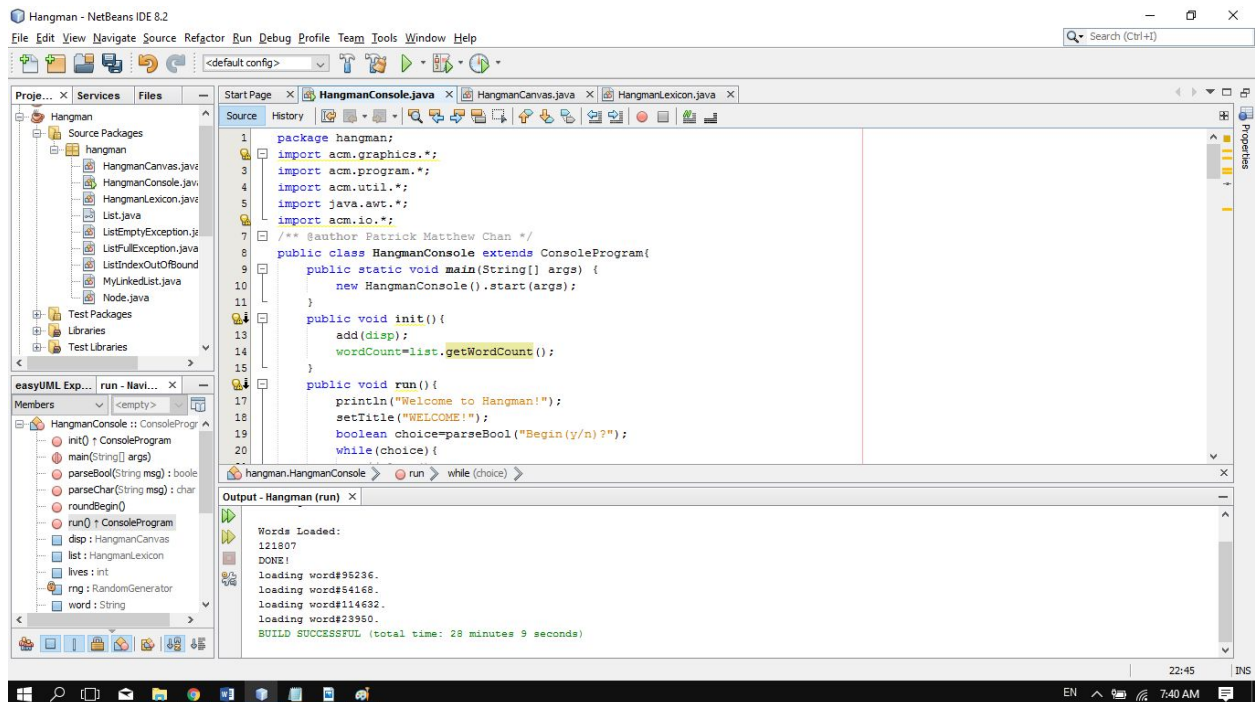 Hangman - NetBeans IDE 8.2
File Edit View Navigate Source Refactor Run Debug Profile Team Tools Window Help
Search (Ctrl+I)
<default config>
Proje... Services Files
Start Page HangmanConsole.java HangmanCanvas.java HangmanLexicon.java
Source History
Hangman
Source Packages
hangman
HangmanCanvas.java
HangmanConsole.java
HangmanLexicon.java
List.java
ListEmptyException.ja
ListFullException.java
ListIndexOutOfBound
MyLinkedList.java
Node.java
Test Packages
Libraries
Test Libraries
1 package hangman;
import acm.graphics.*;
3 import acm.program.*;
4 import acm.util.*;
5 import java.awt.*;
import acm.io.*;
7 /** @author Patrick Matthew Chan */
8 public class HangmanConsole extends ConsoleProgram{
9 public static void main(String[] args) {
10 new HangmanConsole().start(args);
11 }
public void init(){
13 add(disp);
14 wordCount=list.getWordCount();
15 }
public void run(){
17 println("Welcome to Hangman!");
18 setTitle("WELCOME!");
19 boolean choice=parseBool("Begin(y/n)?");
20 while(choice){
hangman.HangmanConsole run while (choice)
Properties
easyUML Exp... run - Navi...
Members <empty>
HangmanConsole :: ConsoleProgr
init() ↑ ConsoleProgram
main(String[] args)
parseBool(String msg) : boole
parseChar(String msg) : char
roundBegin()
run() ↑ ConsoleProgram
disp : HangmanCanvas
list : HangmanLexicon
lives : int
rng : RandomGenerator
word : String
Output - Hangman (run)
Words Loaded:
121807
DONE!
loading word#95236.
loading word#54168.
loading word#114632.
loading word#23950.
BUILD SUCCESSFUL (total time: 28 minutes 9 seconds)
22:45 INS
EN 7:40 AM